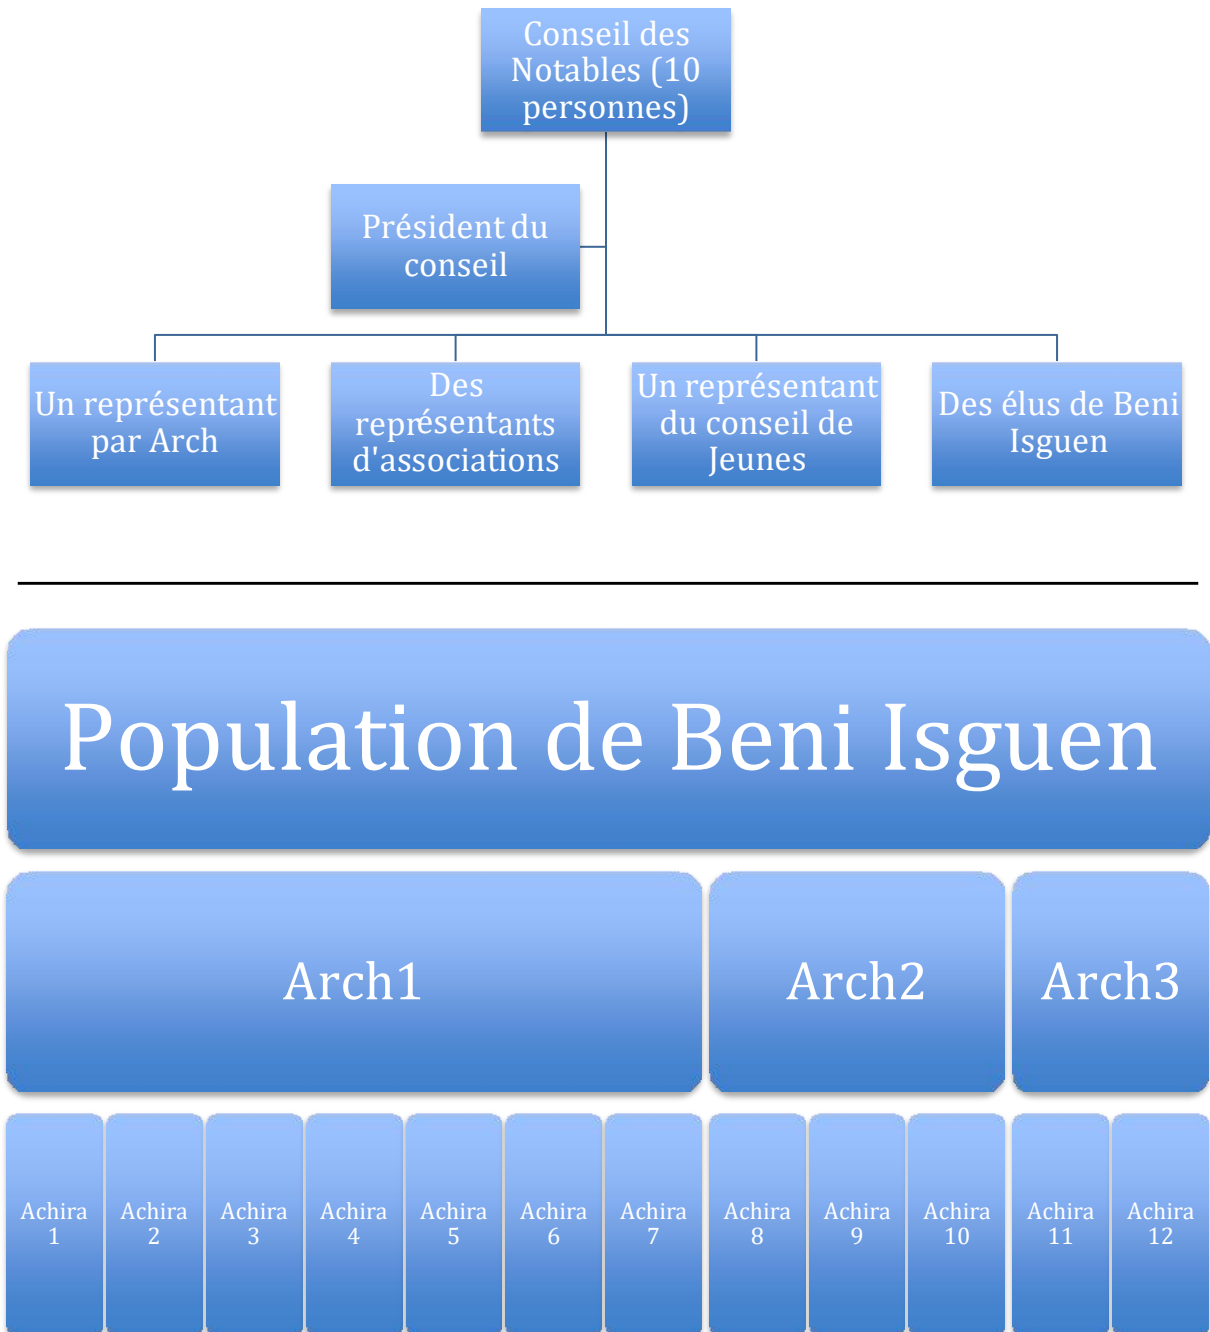 Conseil des
Notables (10
personnes)
Président du
conseil
Un représentant
par Arch
Des
représentants
d'associations
Un représentant
du conseil de
Jeunes
Des élus de Beni
Isguen
Population de Beni Isguen
Arch1
Arch2
Arch3
Achira
1
Achira
2
Achira
3
Achira
4
Achira
5
Achira
6
Achira
7
Achira
8
Achira
9
Achira
10
Achira
11
Achira
12